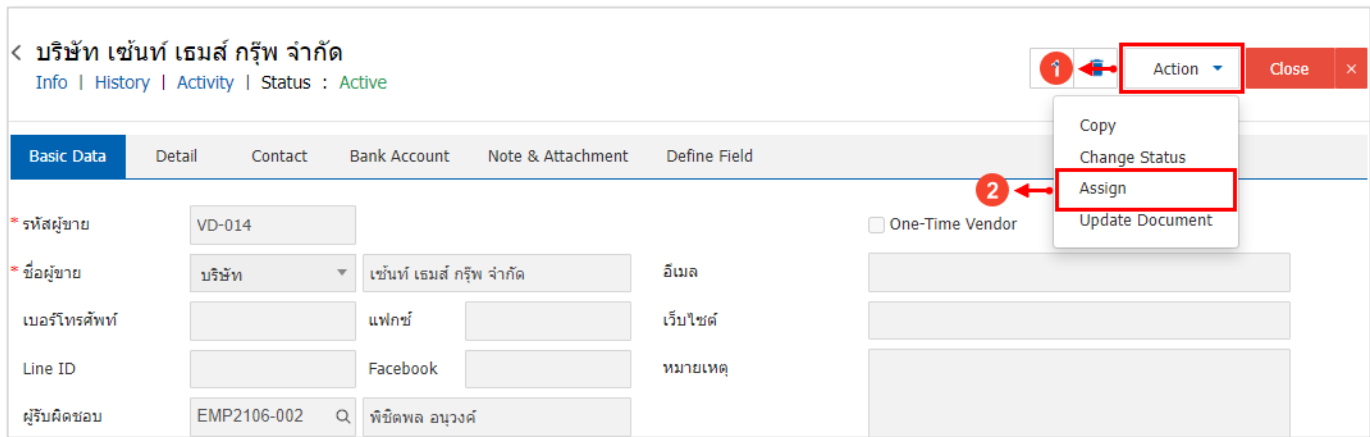 บริษัท เซ้นท์ เธมส์ กรุ๊พ จำกัด
Info | History | Activity | Status : Active
1
Action
Close
×
Copy
Change Status
2
Assign
Update Document
Basic Data Detail Contact Bank Account Note & Attachment Define Field
* รหัสผู้ขาย VD-014 One-Time Vendor
* ชื่อผู้ขาย บริษัท เซ้นท์ เธมส์ กรุ๊พ จำกัด อีเมล
เบอร์โทรศัพท์ แฟกซ์ เว็บไซต์
Line ID Facebook หมายเหตุ
ผู้รับผิดชอบ EMP2106-002 พิชิตพล อนุวงค์